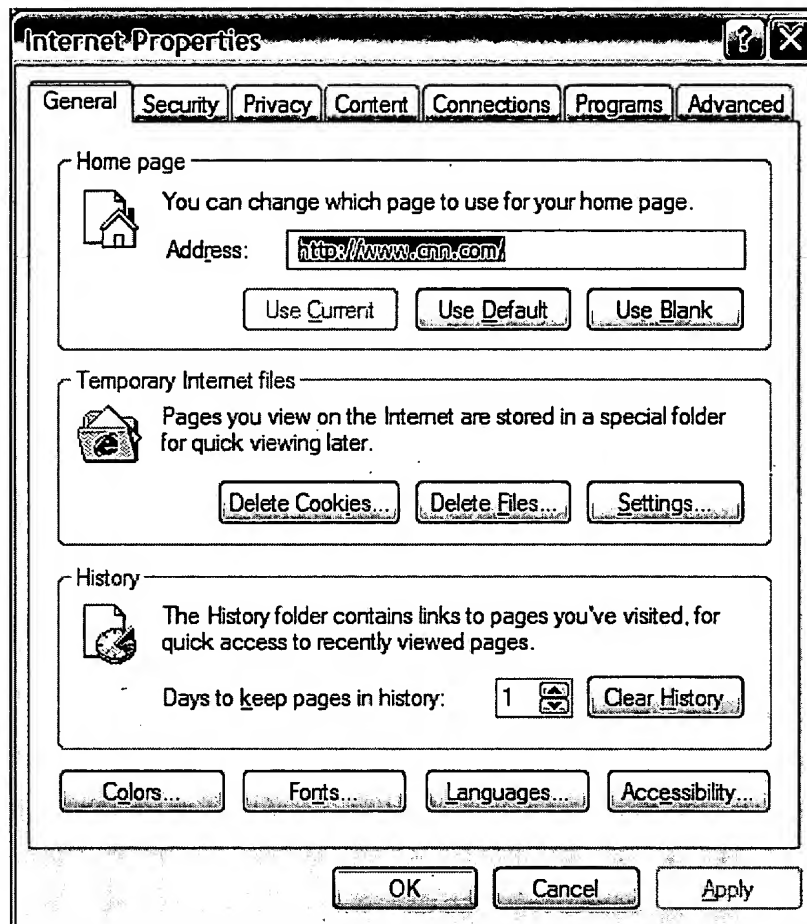 Internet Properties
General Security Privacy Content Connections Programs Advanced
Home page
You can change which page to use for your home page.
Address: http://www.cnn.com/
Use Current Use Default Use Blank
Temporary Internet files
Pages you view on the Internet are stored in a special folder
for quick viewing later.
Delete Cookies... Delete Files... Settings...
History
The History folder contains links to pages you've visited, for
quick access to recently viewed pages.
Days to keep pages in history: 1 Clear History
Colors... Fonts... Languages... Accessibility...
OK Cancel Apply